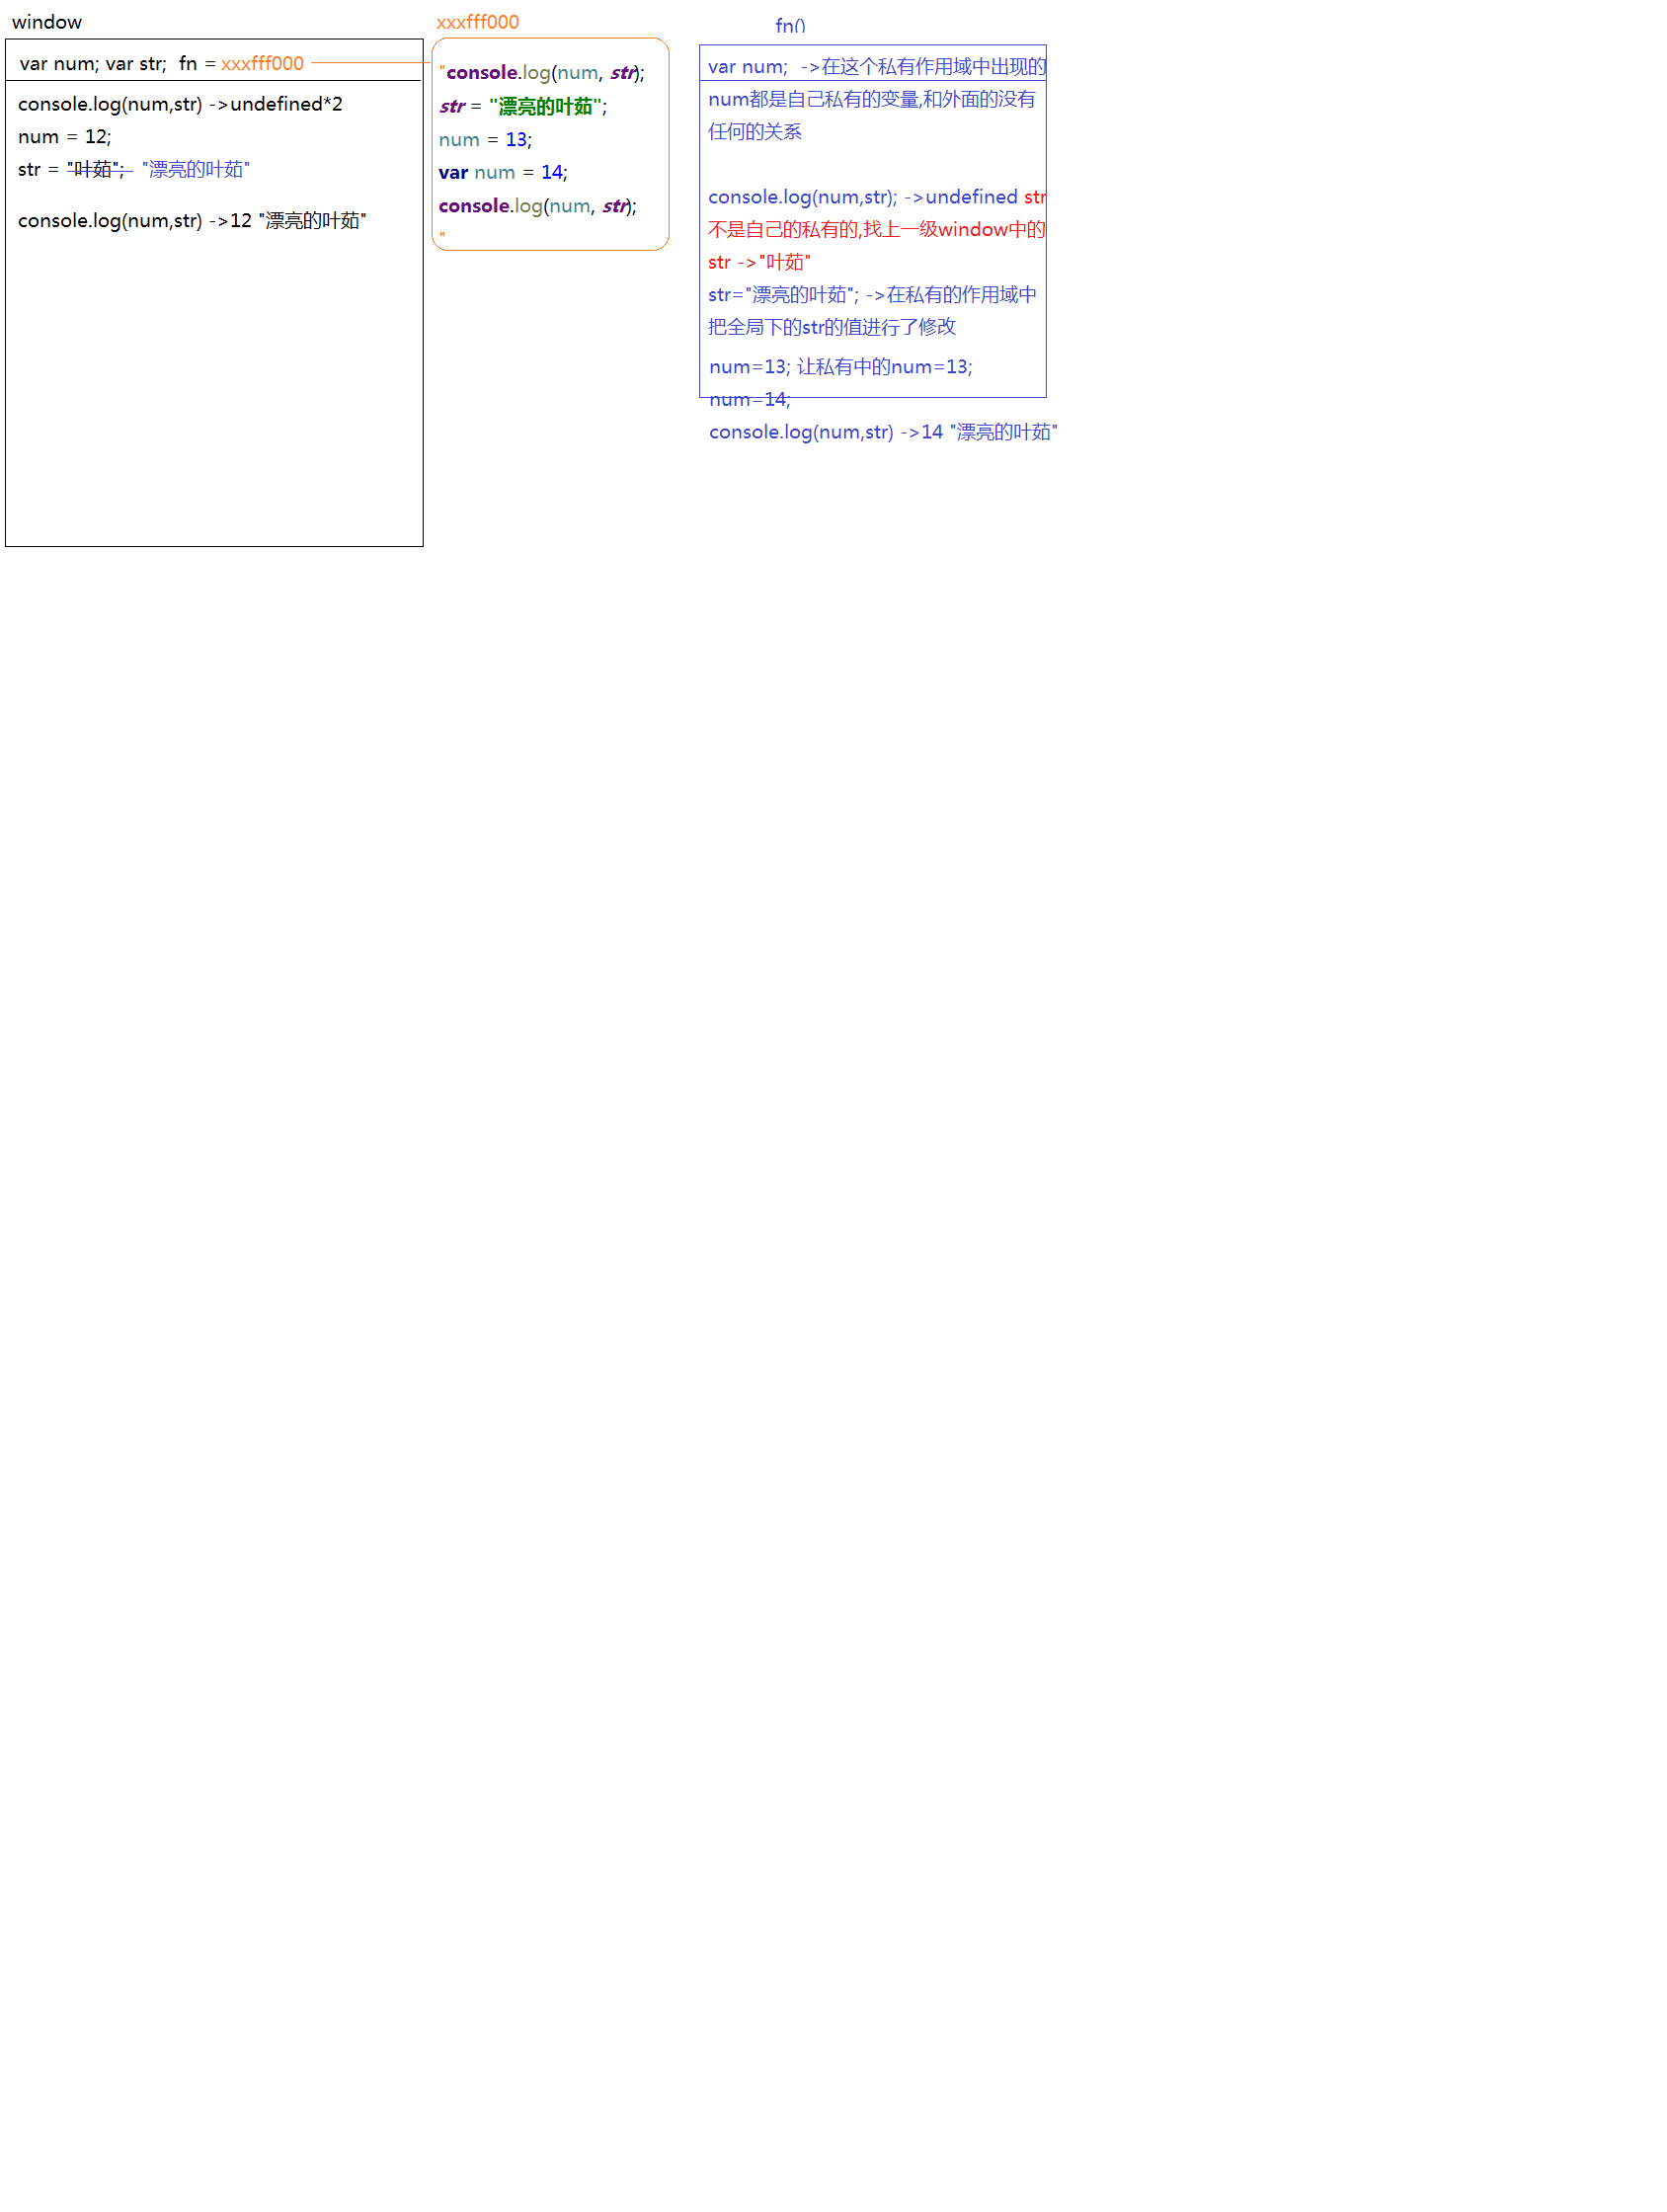 window
var num; var str; fn = xxxfff000
console.log(num,str) ->undefined*2
num = 12;
str = "叶茹"; "漂亮的叶茹"
console.log(num,str) ->12 "漂亮的叶茹"
xxxfff000
"console.log(num, str);
str = "漂亮的叶茹";
num = 13;
var num = 14;
console.log(num, str);
"
fn()
var num; ->在这个私有作用域中出现的
num都是自己私有的变量,和外面的没有
任何的关系
console.log(num,str); ->undefined str
不是自己的私有的,找上一级window中的
str ->"叶茹"
str="漂亮的叶茹"; ->在私有的作用域中
把全局下的str的值进行了修改
num=13; 让私有中的num=13;
num=14;
console.log(num,str) ->14 "漂亮的叶茹"